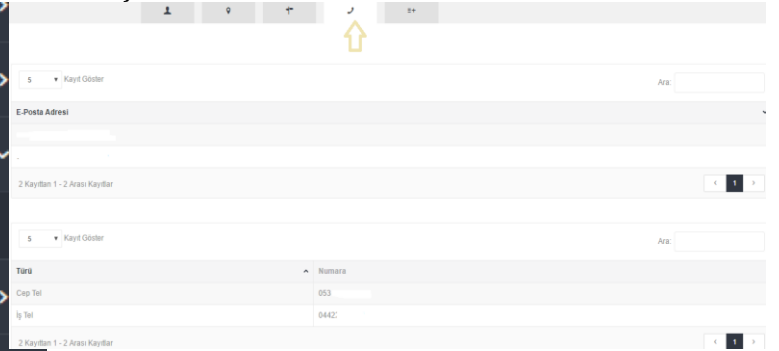 5 Kayıt Göster Ara:
E-Posta Adresi
2 Kayıttan 1 - 2 Arası Kayıtlar < 1 >
5 Kayıt Göster Ara:
Türü Numara
Cep Tel 053
İş Tel 0442
2 Kayıttan 1 - 2 Arası Kayıtlar < 1 >